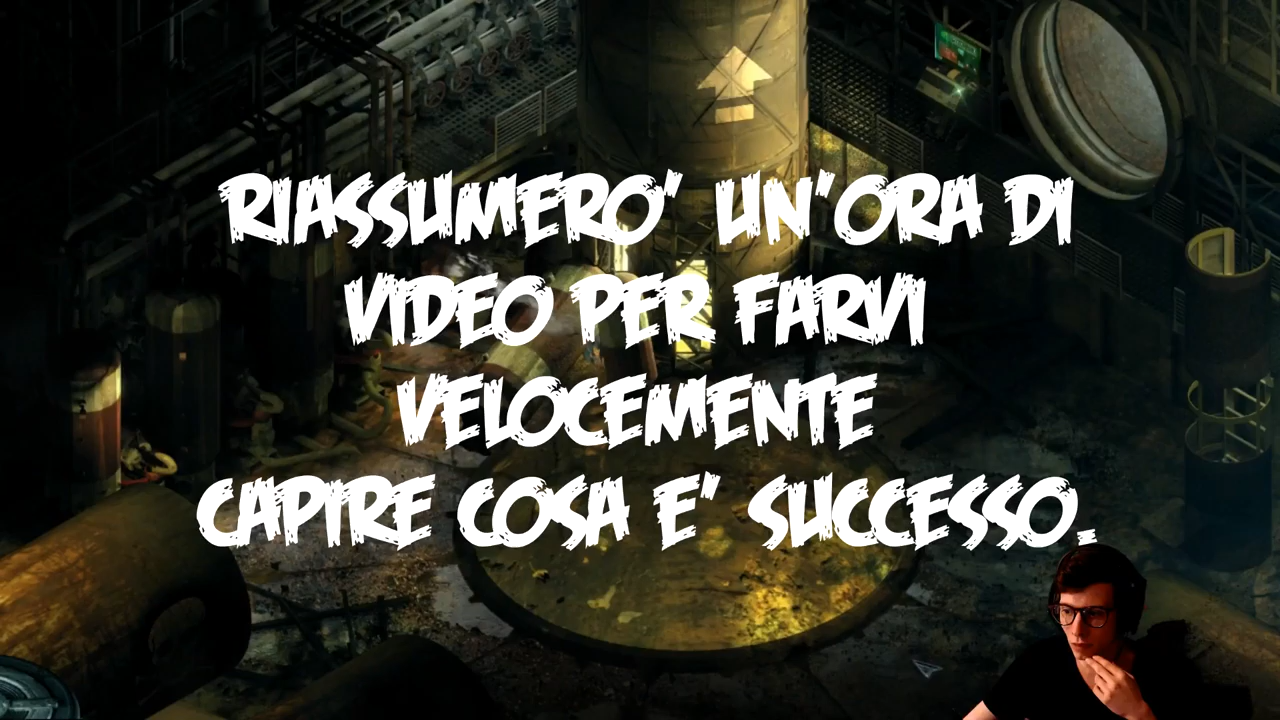 RIASSUMERO' UN'ORA DI
VIDEO PER FARVI
VELOCEMENTE
CAPIRE COSA E' SUCCESSO.